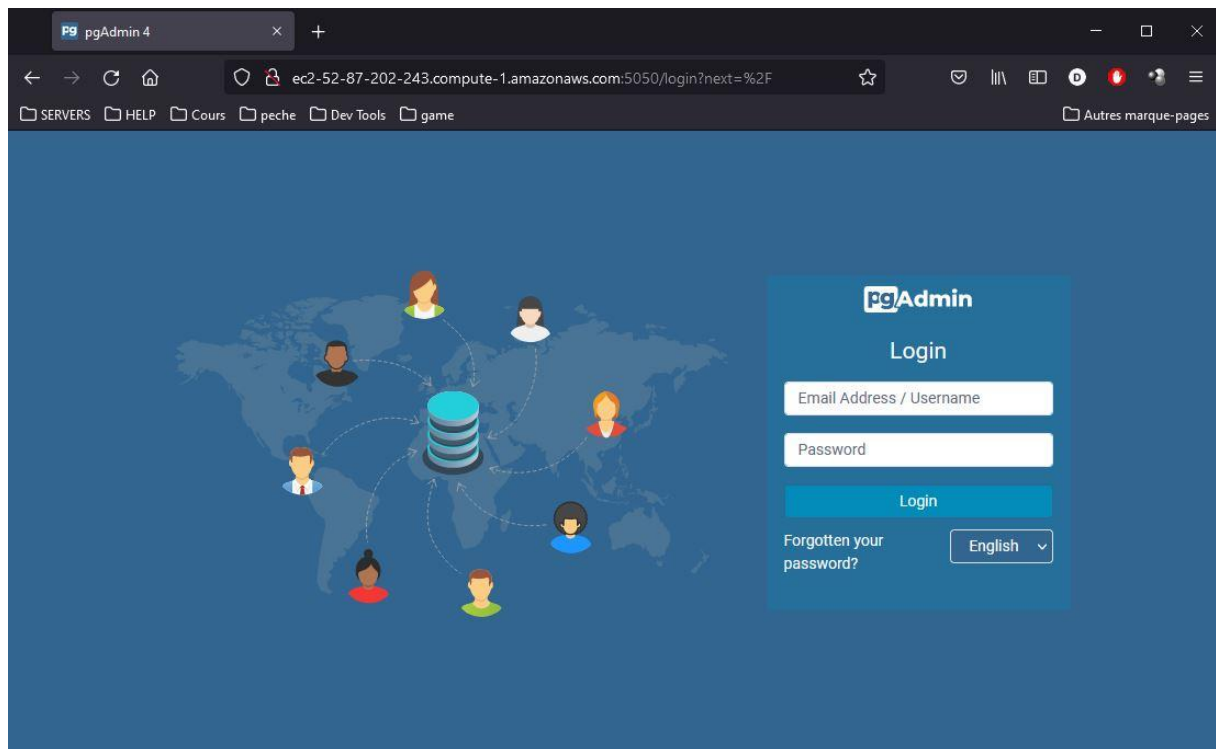 pgAdmin 4
ec2-52-87-202-243.compute-1.amazonaws.com:5050/login?next=%2F
SERVERS HELP Cours peche Dev Tools game Autres marque-pages
pgAdmin
Login
Email Address / Username
Password
Login
Forgotten your
password?
English